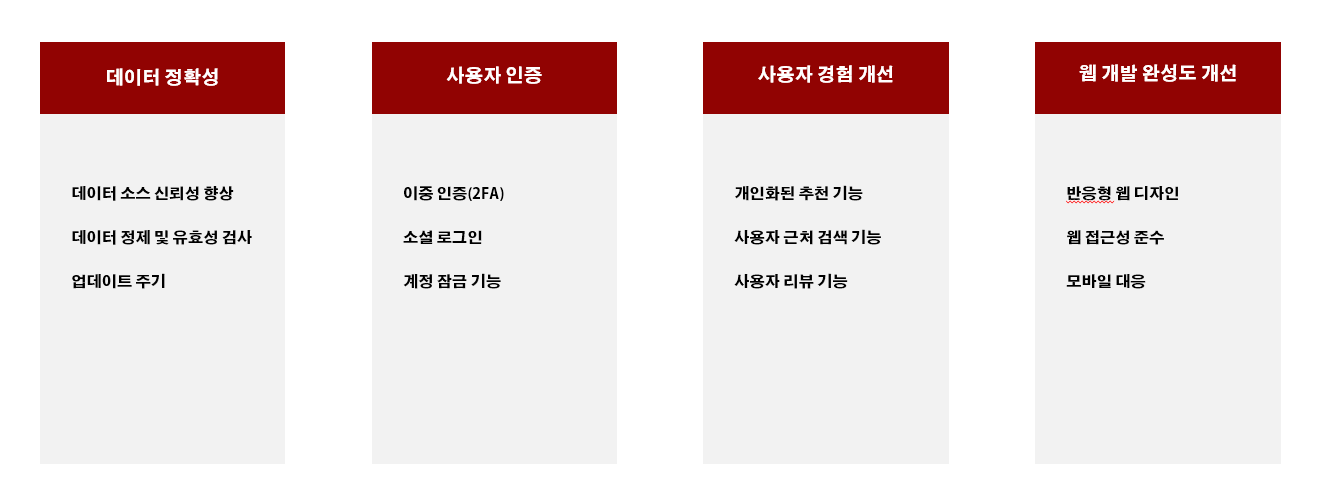 데이터 정확성
데이터 소스 신뢰성 향상
데이터 정제 및 유효성 검사
업데이트 주기
사용자 인증
이중 인증(2FA)
소셜 로그인
계정 잠금 기능
사용자 경험 개선
개인화된 추천 기능
사용자 근처 검색 기능
사용자 리뷰 기능
웹 개발 완성도 개선
반응형 웹 디자인
웹 접근성 준수
모바일 대응